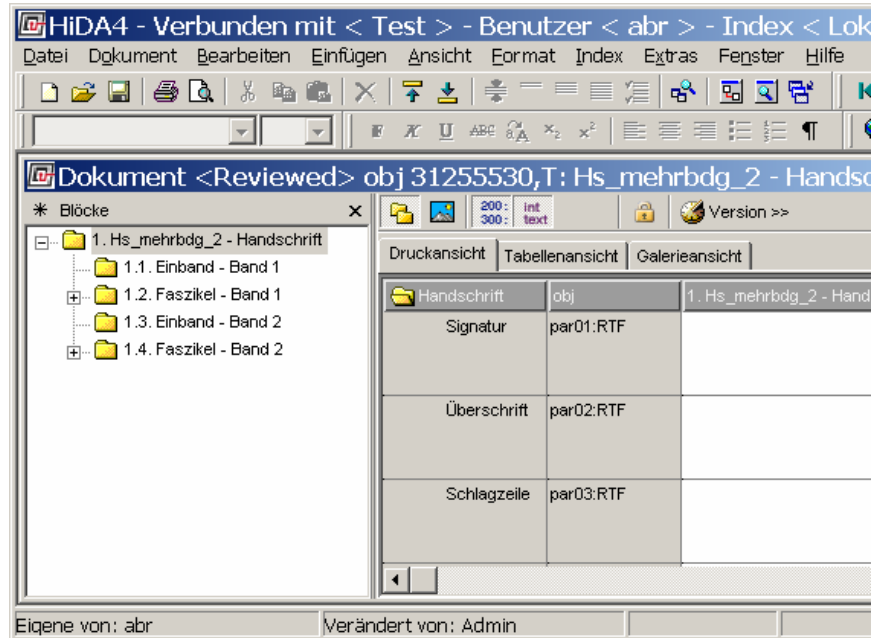 HiDA4 - Verbunden mit < Test > - Benutzer < abr > - Index < Lok
Datei Dokument Bearbeiten Einfügen Ansicht Format Index Extras Fenster Hilfe
F K U ABC x₂ x²
Dokument <Reviewed> obj 31255530,T: Hs_mehrbdg_2 - Handsc
Blöcke
1. Hs_mehrbdg_2 - Handschrift
1.1. Einband - Band 1
1.2. Faszikel - Band 1
1.3. Einband - Band 2
1.4. Faszikel - Band 2
200: int
300: text
Version >>
Druckansicht Tabellenansicht Galerieansicht
Handschrift obj 1. Hs_mehrbdg_2 - Hand
Signatur par01:RTF
Überschrift par02:RTF
Schlagzeile par03:RTF
Eigene von: abr Verändert von: Admin